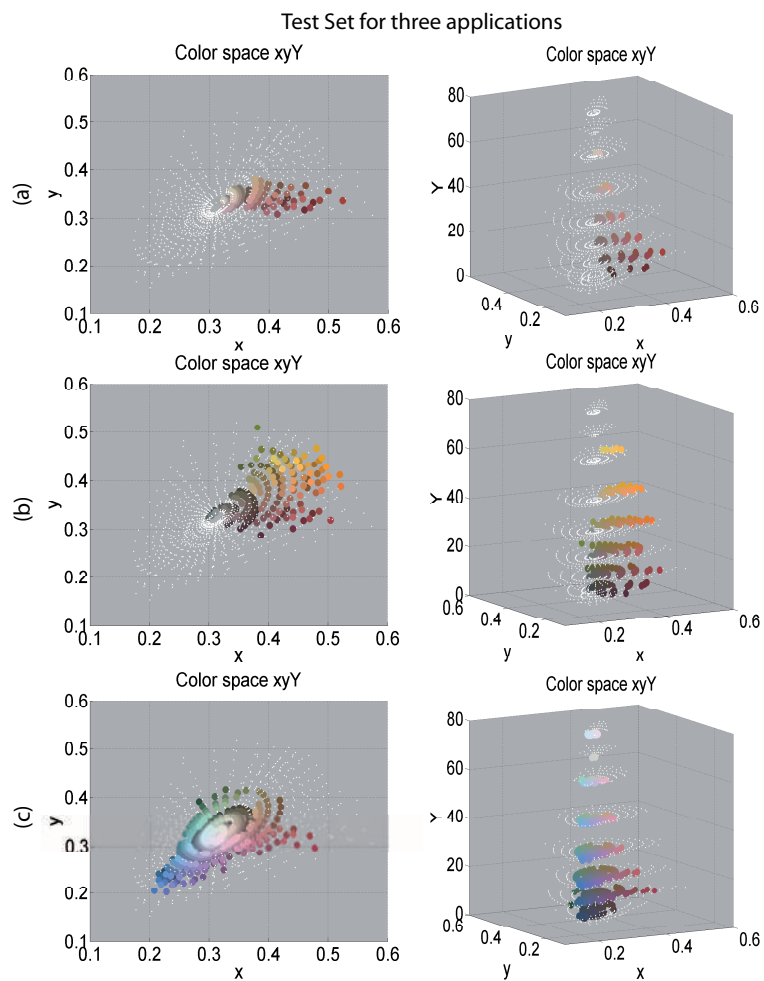 Test Set for three applications
Color space xyY
Color space xyY
(a)
y
0.6
0.5
0.4
0.3
0.2
0.1
0.1 0.2 0.3 0.4 0.5 0.6
x
Y
80
60
40
20
0
0.4 0.2
y
0.2 0.4 0.6
x
Color space xyY
Color space xyY
(b)
y
0.6
0.5
0.4
0.3
0.2
0.1
0.1 0.2 0.3 0.4 0.5 0.6
x
Y
80
60
40
20
0
0.6 0.4 0.2
y
0.2 0.4 0.6
x
Color space xyY
Color space xyY
(c)
y
0.6
0.5
0.4
0.3
0.2
0.1
0.1 0.2 0.3 0.4 0.5 0.6
x
Y
80
60
40
20
0
0.6 0.4 0.2
y
0.2 0.4 0.6
x